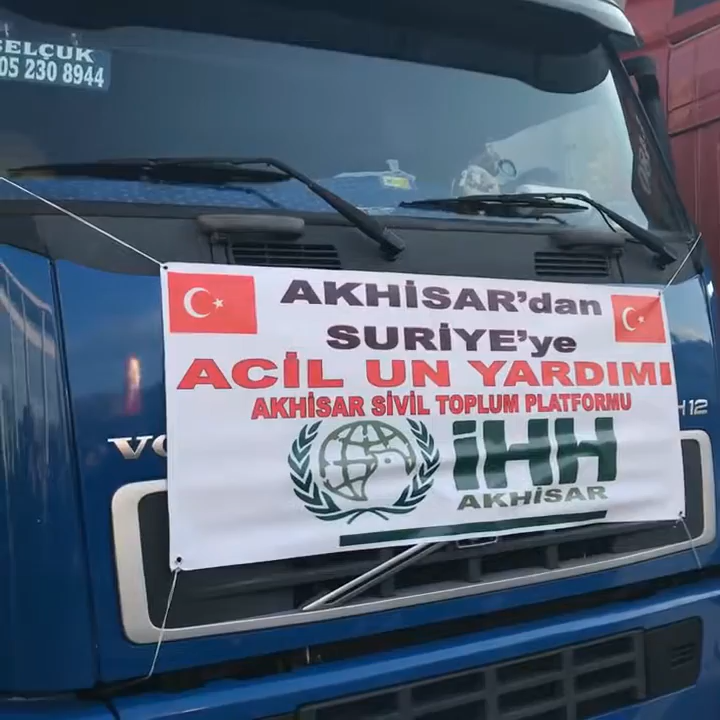 SELÇUK
05 230 8944
AKHİSAR'dan
SURİYE'ye
ACİL UN YARDIMI
AKHİSAR SİVİL TOPLUM PLATFORMU
İHH
AKHİSAR
VO
H12